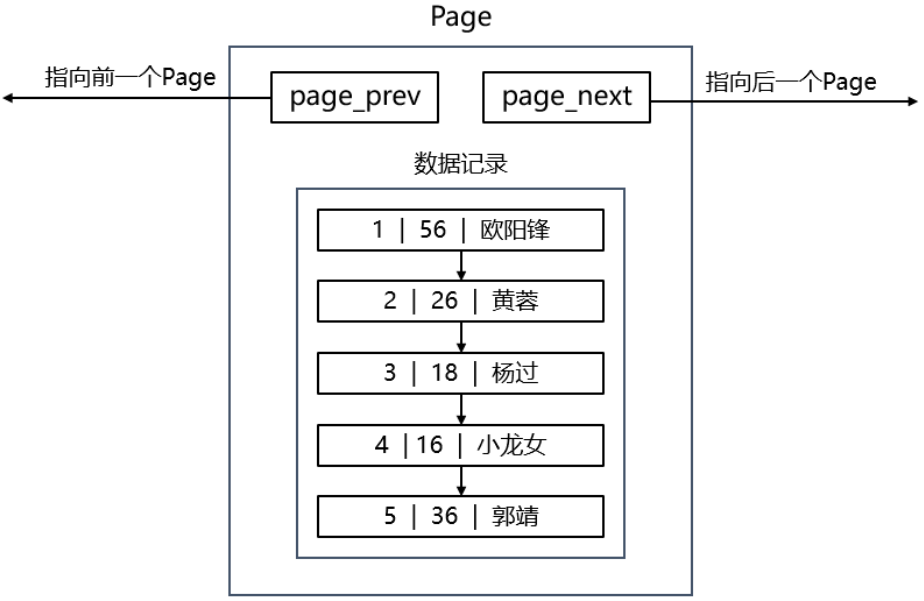 Page
指向前一个Page
page_prev
page_next
指向后一个Page
数据记录
1 | 56 | 欧阳锋
2 | 26 | 黄蓉
3 | 18 | 杨过
4 | 16 | 小龙女
5 | 36 | 郭靖